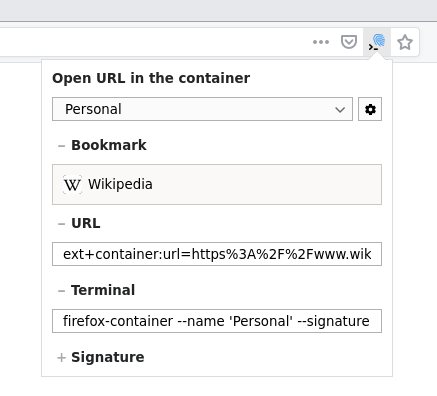 Open URL in the container
Personal
– Bookmark
W Wikipedia
– URL
ext+container:url=https%3A%2F%2Fwww.wik
– Terminal
firefox-container --name 'Personal' --signature
+ Signature